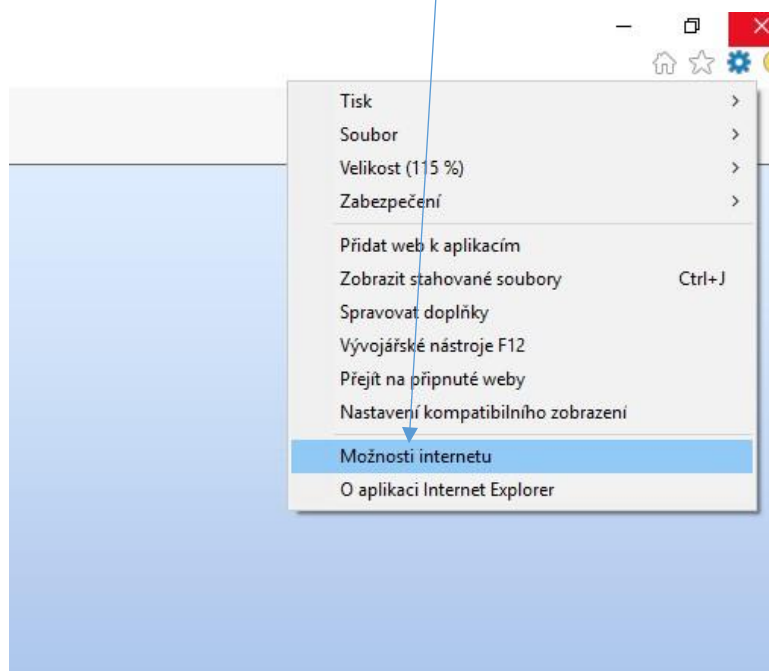 Tisk
Soubor
Velikost (115 %)
Zabezpečení
Přidat web k aplikacím
Zobrazit stahované soubory Ctrl+J
Spravovat doplňky
Vývojářské nástroje F12
Přejít na připnuté weby
Nastavení kompatibilního zobrazení
Možnosti internetu
O aplikaci Internet Explorer